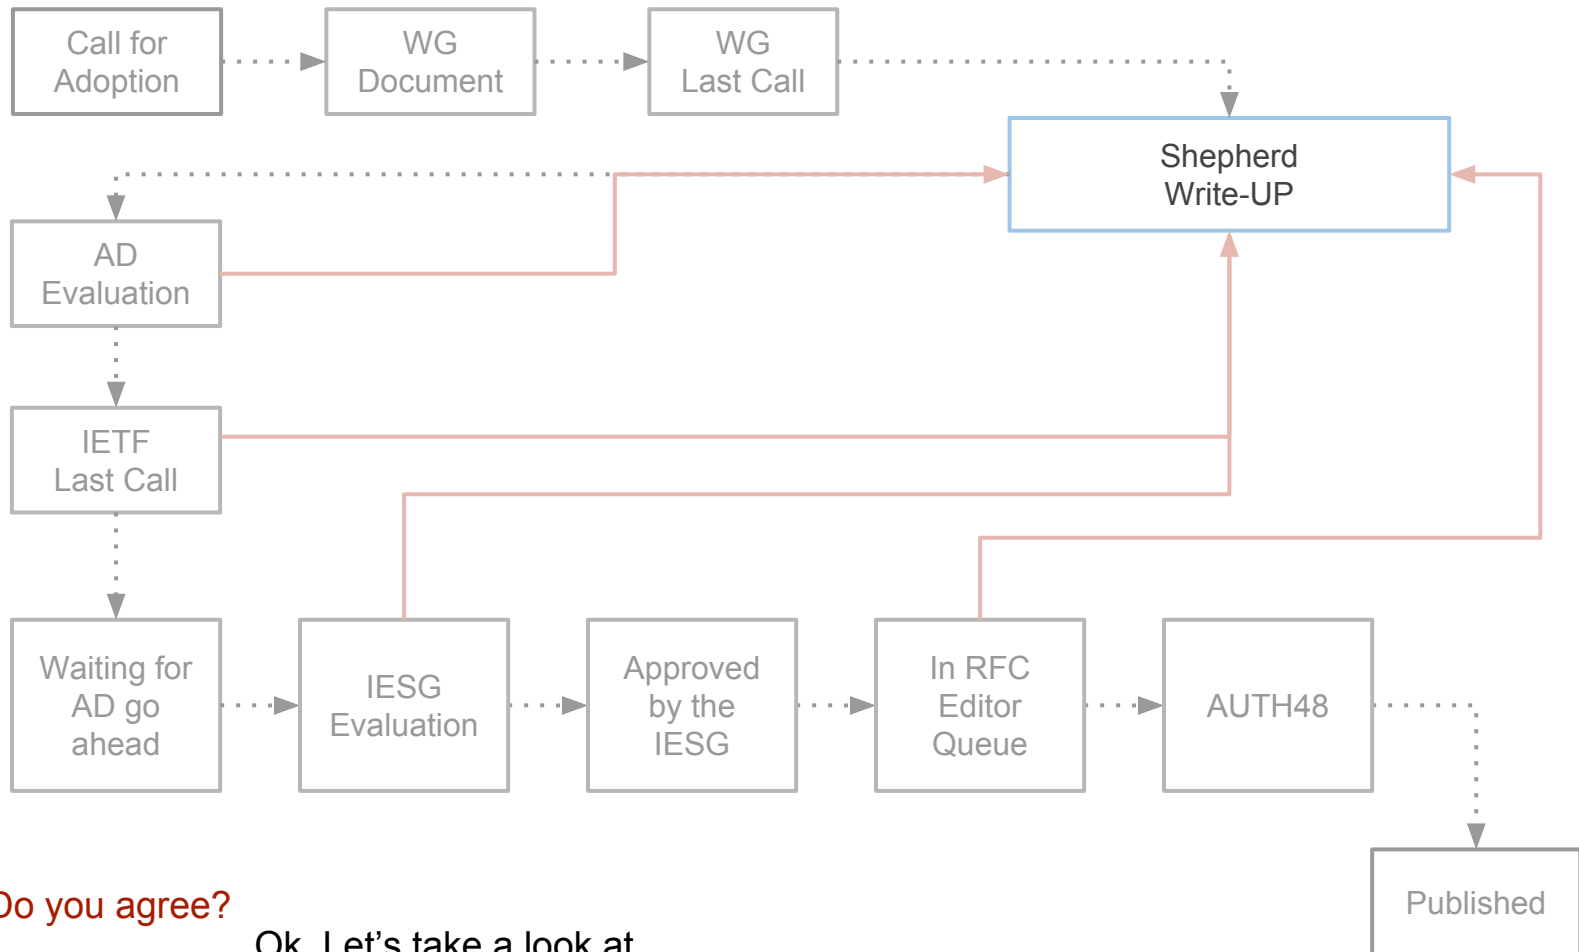 Call for
Adoption
WG
Document
WG
Last Call
Shepherd
Write-UP
AD
Evaluation
IETF
Last Call
Waiting for
AD go
ahead
IESG
Evaluation
Approved
by the
IESG
In RFC
Editor
Queue
AUTH48
Published
Do you agree?
Ok. Let's take a look at